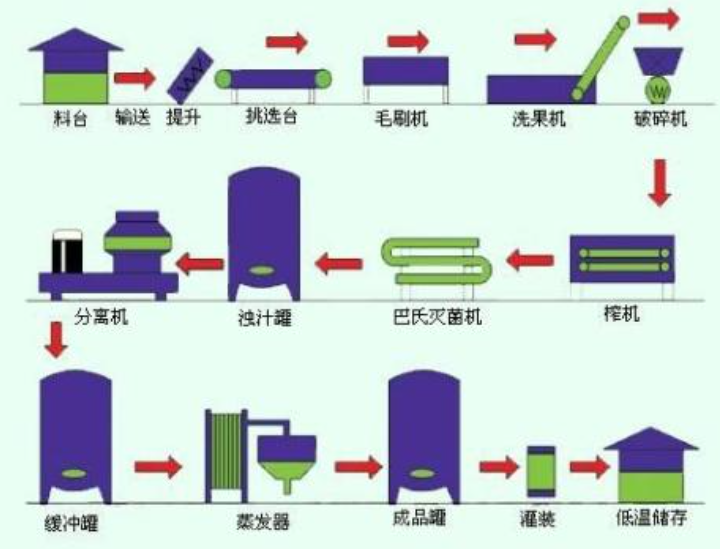 料台 输送 提升 挑选台 毛刷机 洗果机 破碎机
分离机 浊汁罐 巴氏灭菌机 榨机
缓冲罐 蒸发器 成品罐 灌装 低温储存